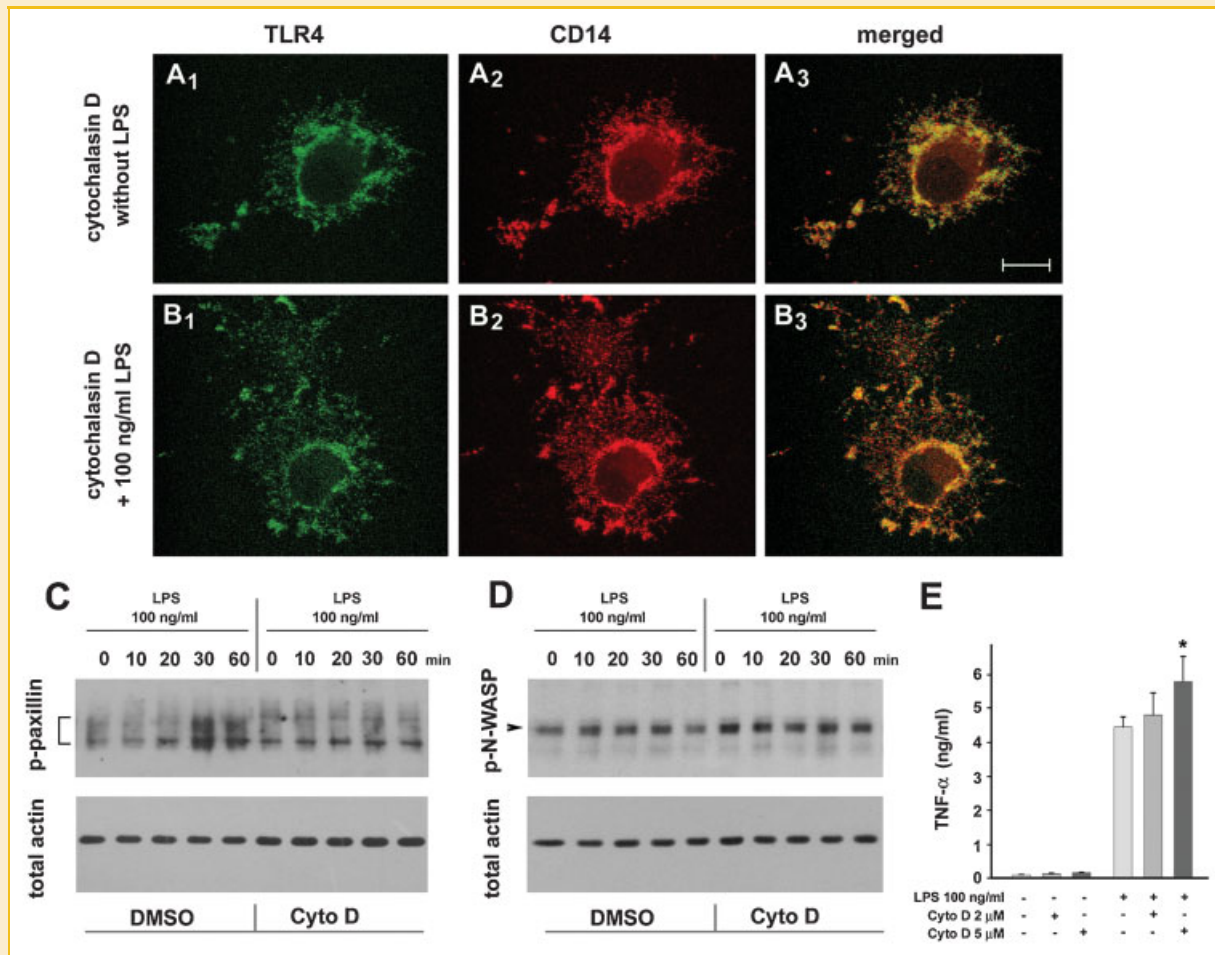 TLR4 CD14 merged
cytochalasin D
without LPS
A1 A2 A3
cytochalasin D
+ 100 ng/ml LPS
B1 B2 B3
C
LPS LPS
100 ng/ml 100 ng/ml
0 10 20 30 60 0 10 20 30 60 min
p-paxillin
total actin
DMSO Cyto D
D
LPS LPS
100 ng/ml 100 ng/ml
0 10 20 30 60 0 10 20 30 60 min
p-N-WASP
total actin
DMSO Cyto D
E
*
TNF-α (ng/ml)
6
5
4
3
2
1
0
LPS 100 ng/ml - - - + + +
Cyto D 2 μM - + - - + -
Cyto D 5 μM - - + - - +